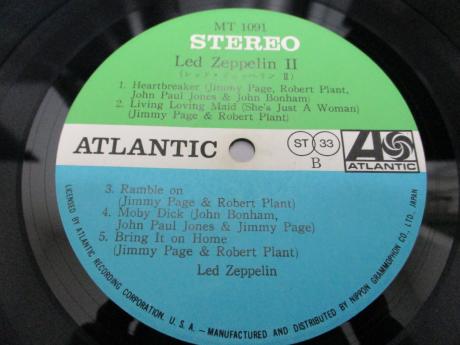 MT 1091
STEREO
Led Zeppelin II
(レッド・ツェッペリン II)
1. Heartbreaker (Jimmy Page, Robert Plant,
John Paul Jones & John Bonham)
2. Living Loving Maid (She's Just A Woman)
(Jimmy Page & Robert Plant)
ATLANTIC
ST 33
B
ATLANTIC
3. Ramble on
(Jimmy Page & Robert Plant)
4. Moby Dick (John Bonham,
John Paul Jones & Jimmy Page)
5. Bring It on Home
(Jimmy Page & Robert Plant)
Led Zeppelin
LICENSED BY ATLANTIC RECORDING CORPORATION. U. S. A. — MANUFACTURED AND DISTRIBUTED BY NIPPON GRAMMOPHON CO., LTD., JAPAN